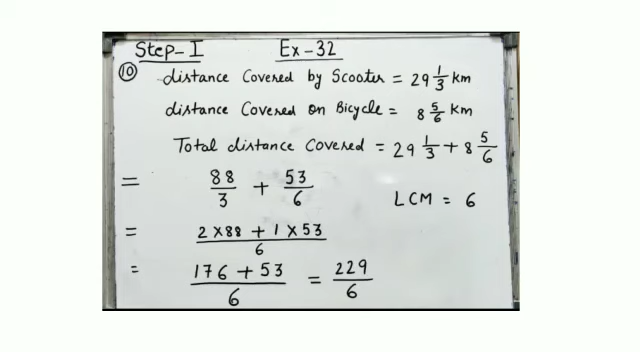 Step-I Ex-32
(10) distance Covered by Scooter = 29 1/3 km
distance Covered on Bicycle = 8 5/6 km
Total distance Covered = 29 1/3 + 8 5/6
= 88/3 + 53/6 LCM = 6
= 2 x 88 + 1 x 53 / 6
= 176 + 53 / 6 = 229/6